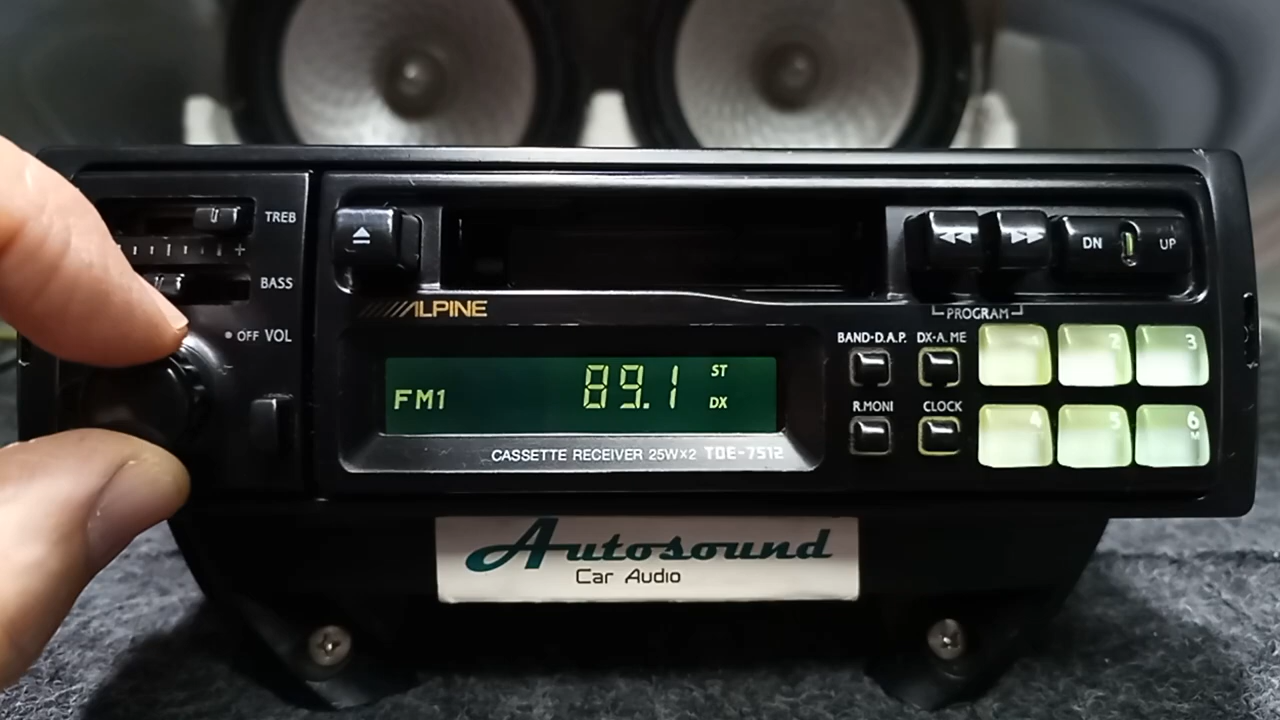 TREB
+
BASS
OFF VOL
-
ALPINE
DN
UP
PROGRAM
BAND-D.A.P.
DX-A. ME
R.MONI
CLOCK
FM1
89.1
ST
DX
CASSETTE RECEIVER 25W×2 TDE-7512
2
3
4
5
6
M
Autosound
Car Audio